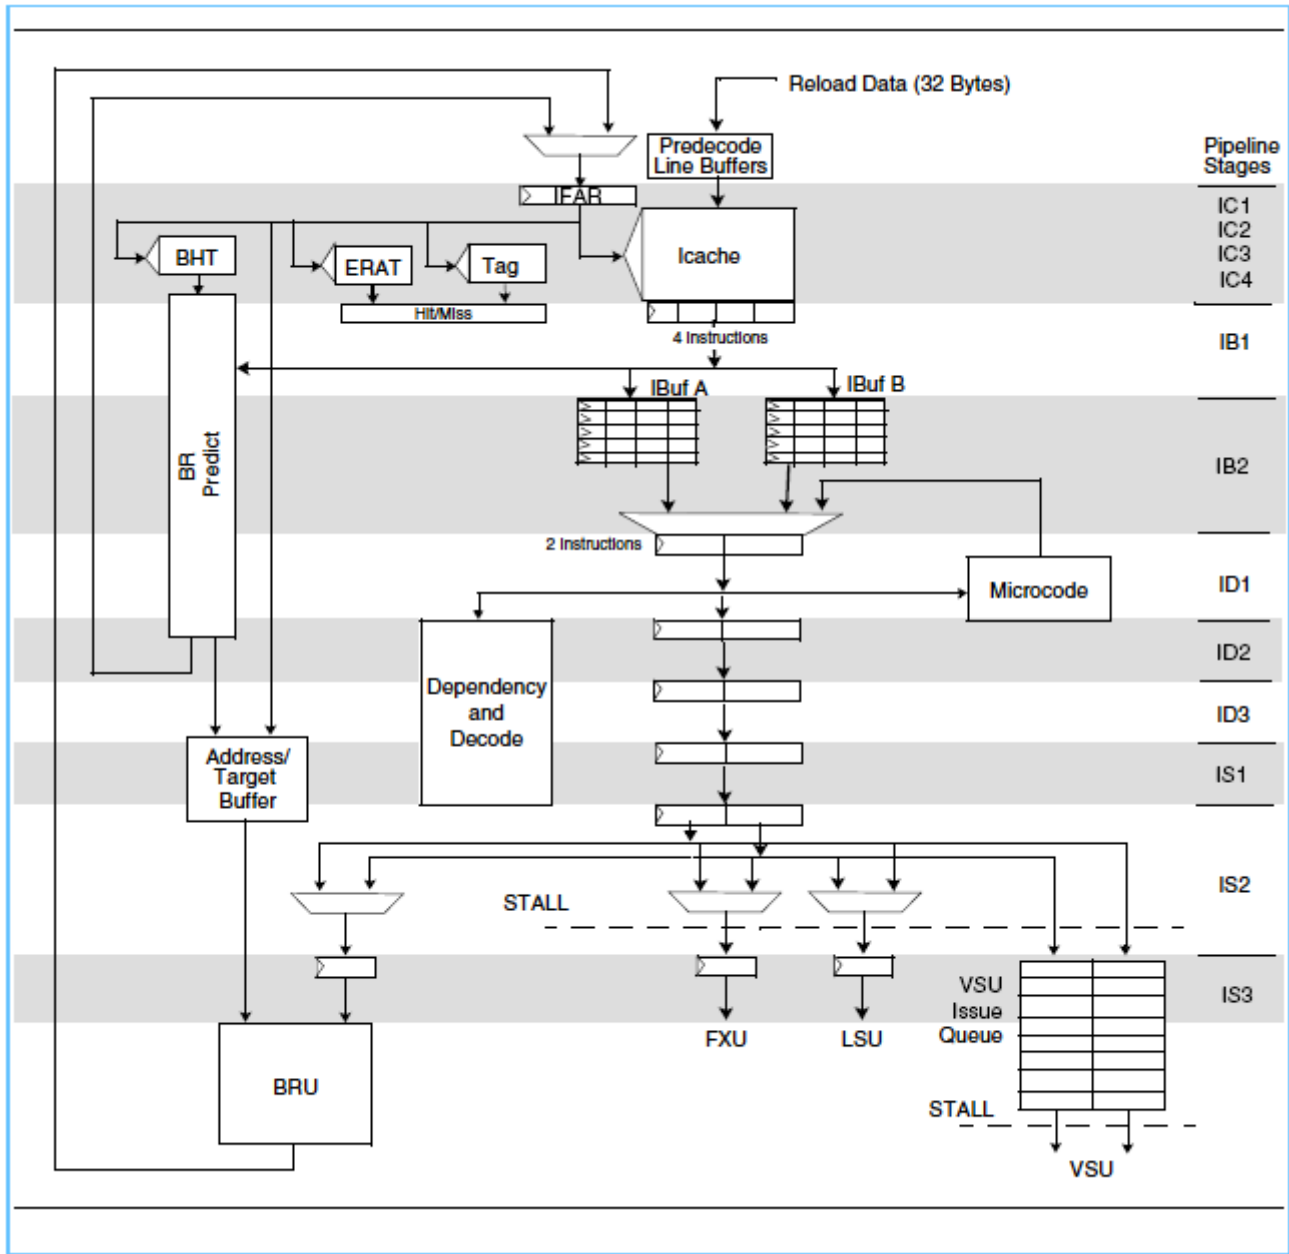 Reload Data (32 Bytes)
Predecode
Line Buffers
Pipeline
Stages
IFAR
IC1
IC2
IC3
IC4
BHT
ERAT
Tag
Icache
Hit/Miss
4 Instructions
IB1
IBuf A
IBuf B
BR
Predict
IB2
2 Instructions
Microcode
ID1
ID2
Dependency
and
Decode
ID3
Address/
Target
Buffer
IS1
IS2
STALL
VSU
Issue
Queue
IS3
FXU
LSU
BRU
STALL
VSU